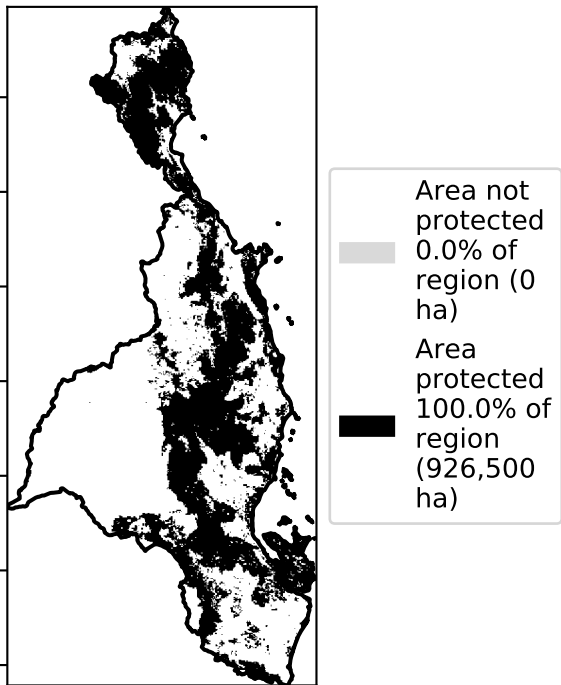 Area not
protected
0.0% of
region (0
ha)
Area
protected
100.0% of
region
(926,500
ha)